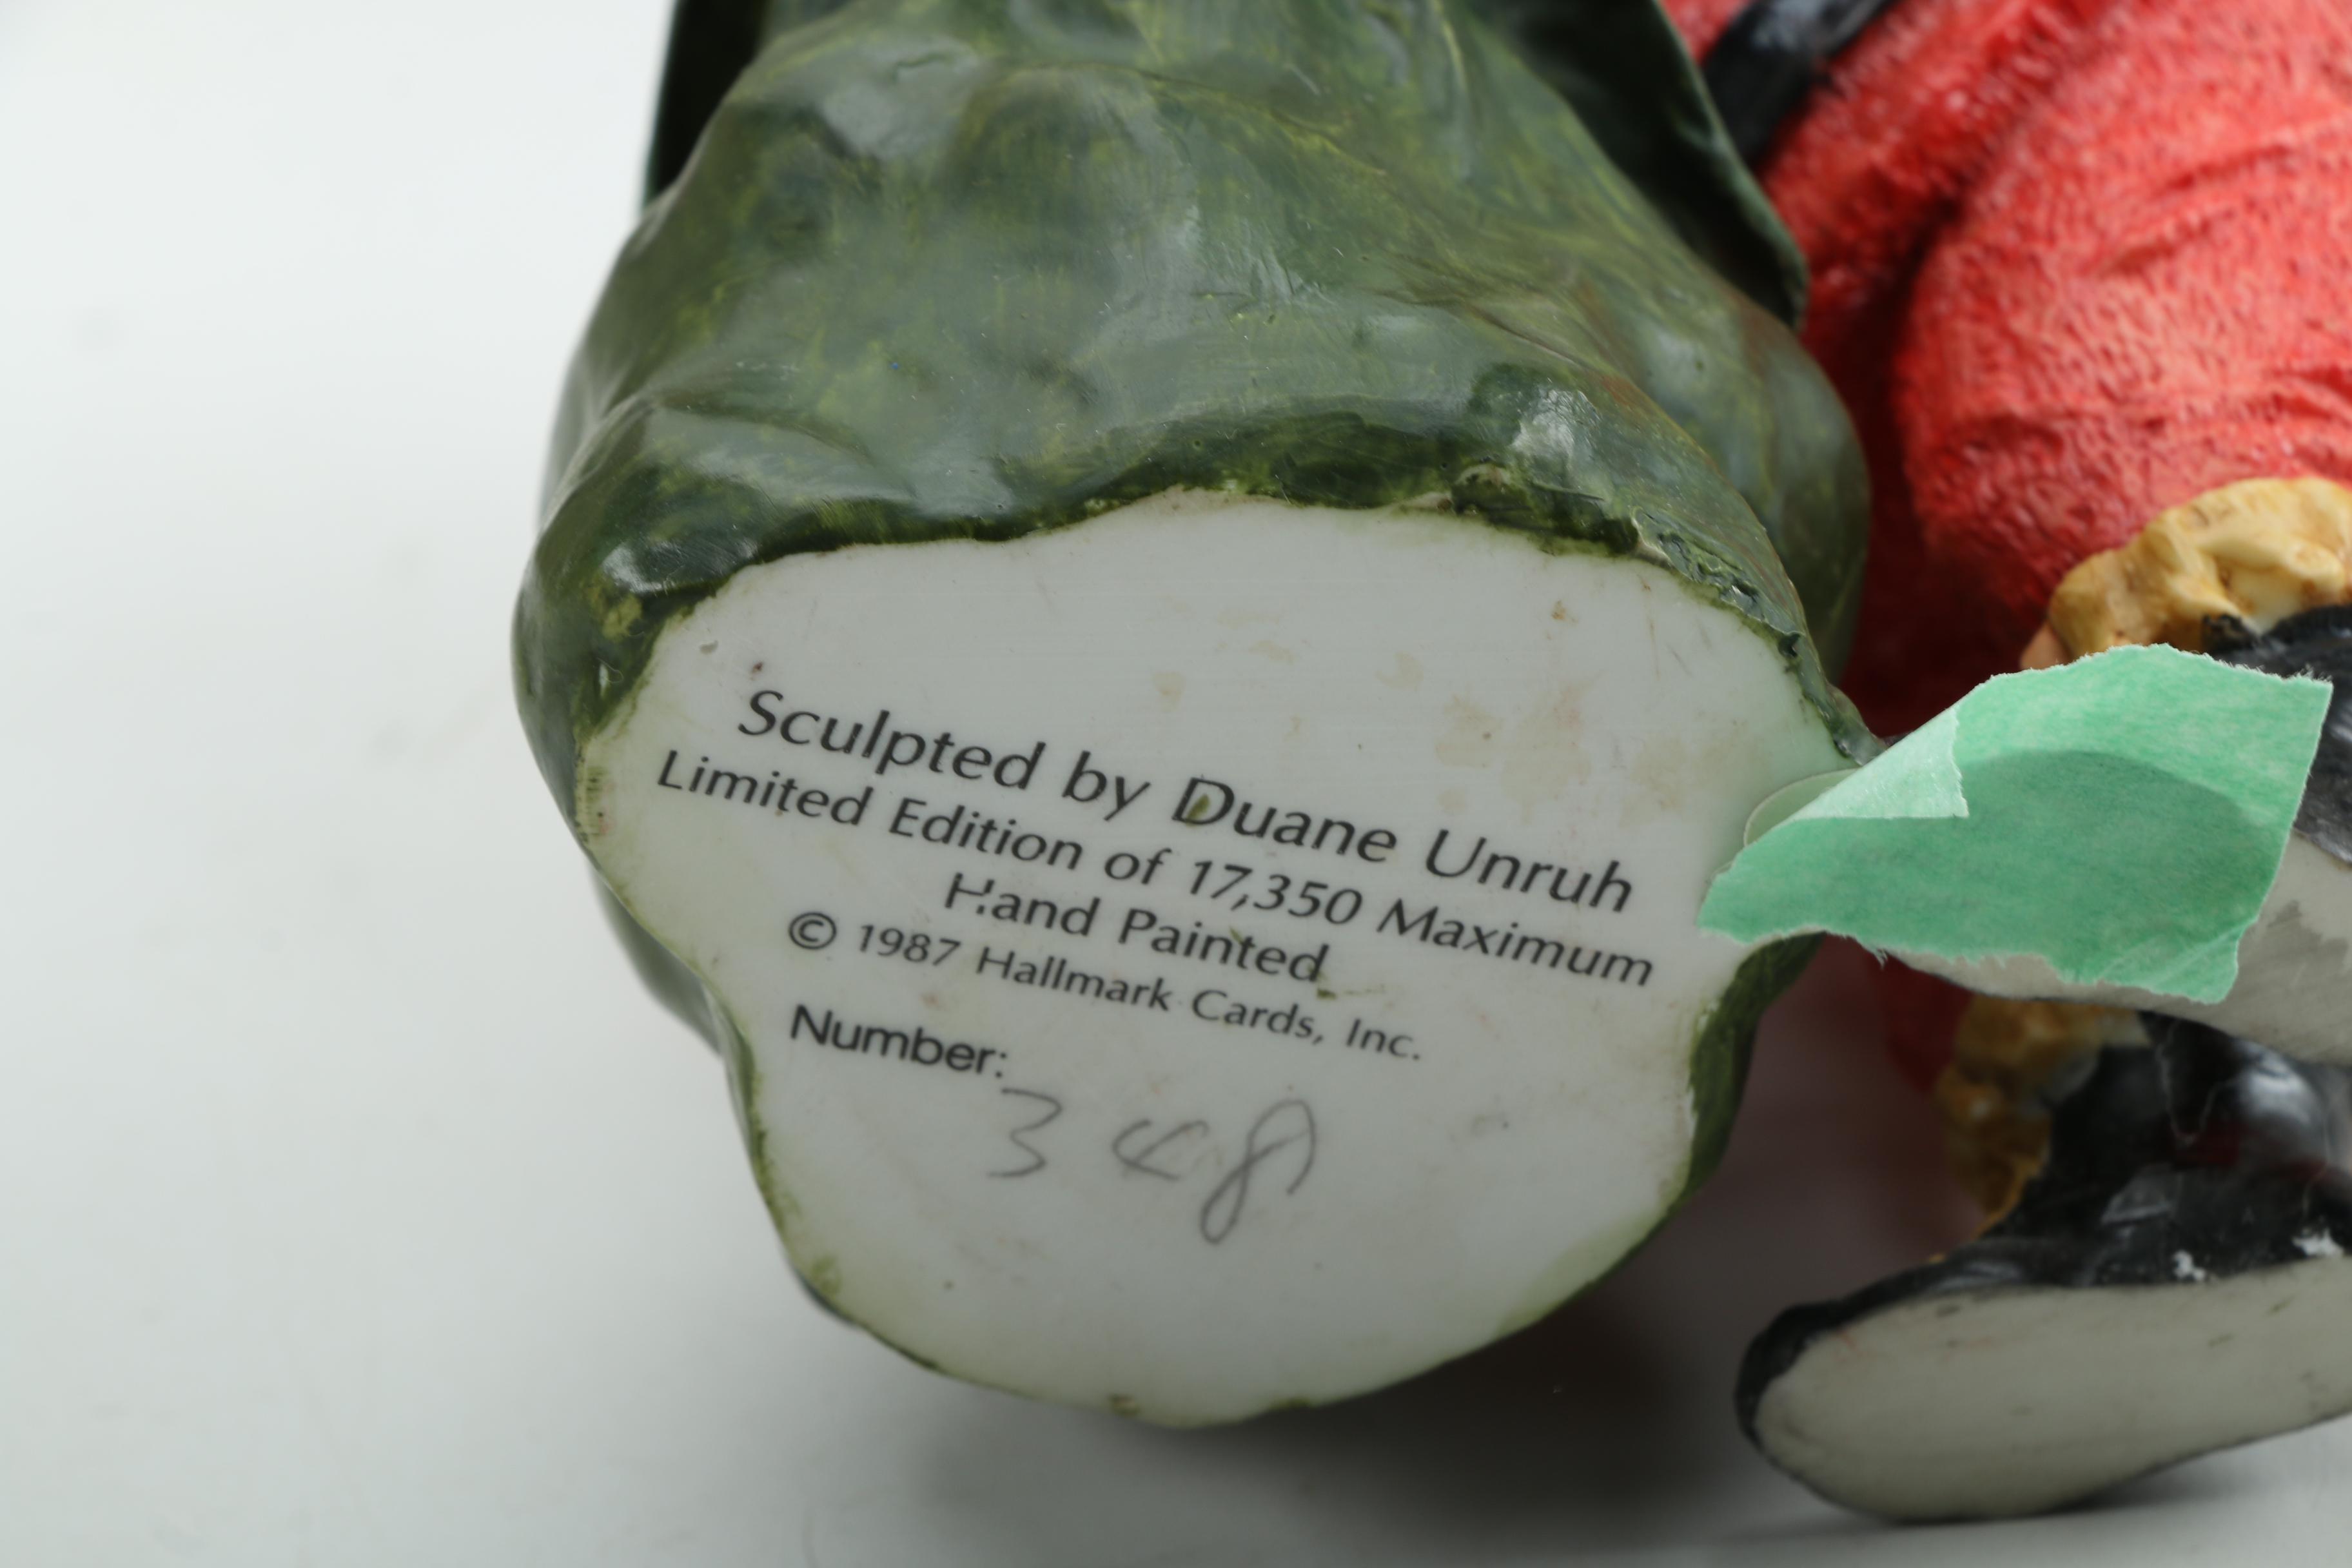 Sculpted by Duane Unruh
Limited Edition of 17,350 Maximum
Hand Painted
© 1987 Hallmark Cards, Inc.
Number:
348